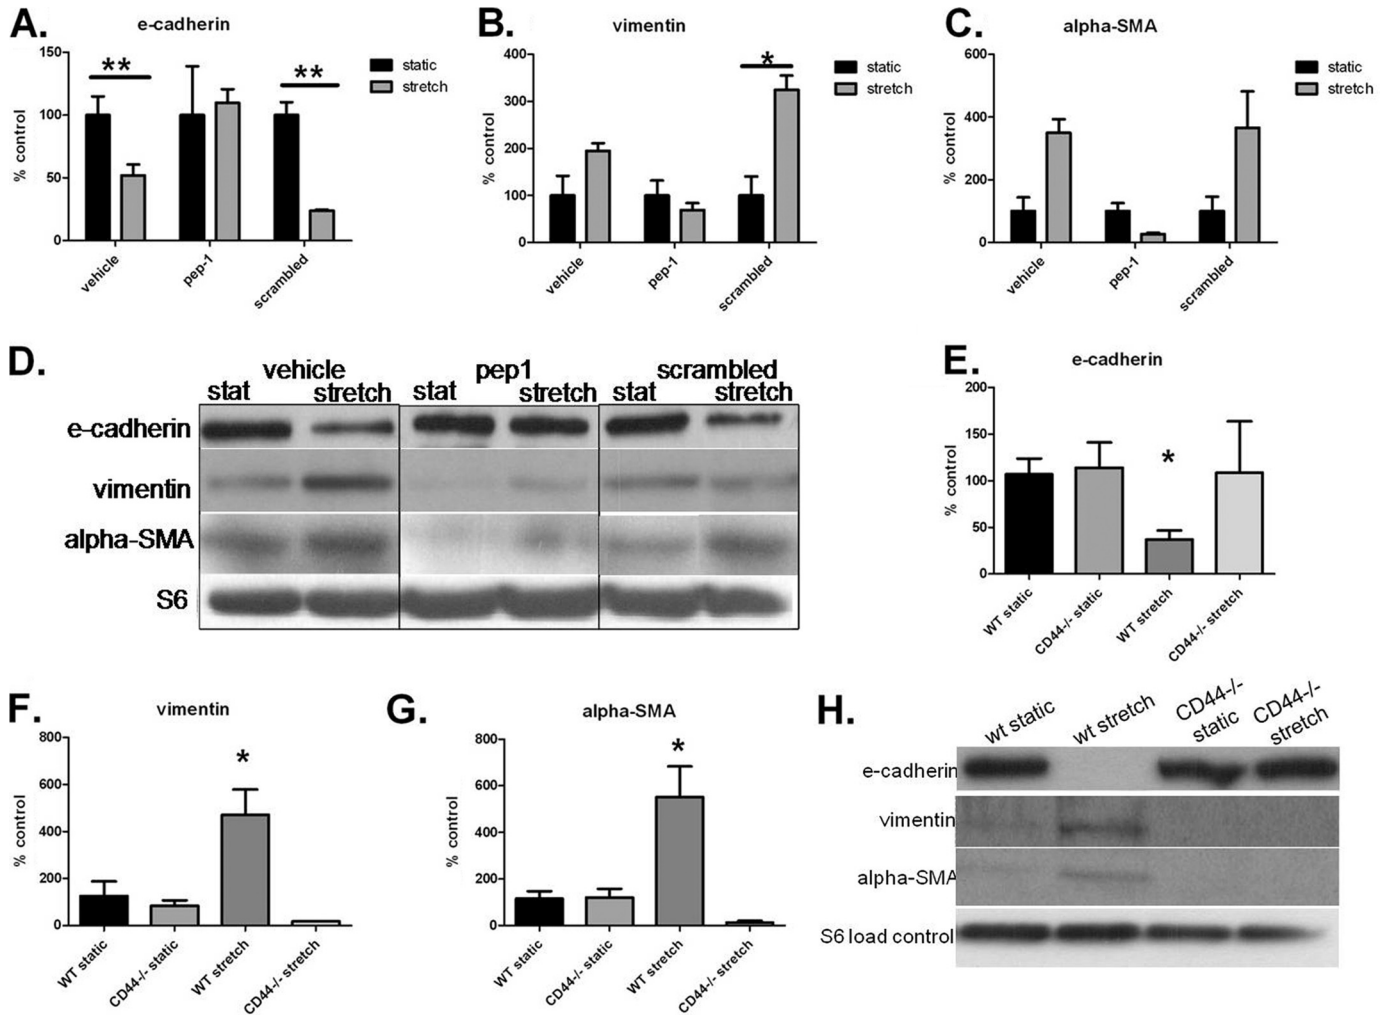 A.
e-cadherin
150
100
50
0
% control
**
**
static
stretch
vehicle
pep-1
scrambled
B.
vimentin
400
300
200
100
0
% control
*
static
stretch
vehicle
pep-1
scrambled
C.
alpha-SMA
600
400
200
0
% control
static
stretch
vehicle
pep-1
scrambled
D.
vehicle pep1 scrambled
stat stretch stat stretch stat stretch
e-cadherin
vimentin
alpha-SMA
S6
E.
e-cadherin
200
150
100
50
0
% control
*
WT static
CD44-/- static
WT stretch
CD44-/- stretch
F.
vimentin
800
600
400
200
0
% control
*
WT static
CD44-/- static
WT stretch
CD44-/- stretch
G.
alpha-SMA
800
600
400
200
0
% control
*
WT static
CD44-/- static
WT stretch
CD44-/- stretch
H.
wt static
wt stretch
CD44-/-
static
CD44-/-
stretch
e-cadherin
vimentin
alpha-SMA
S6 load control